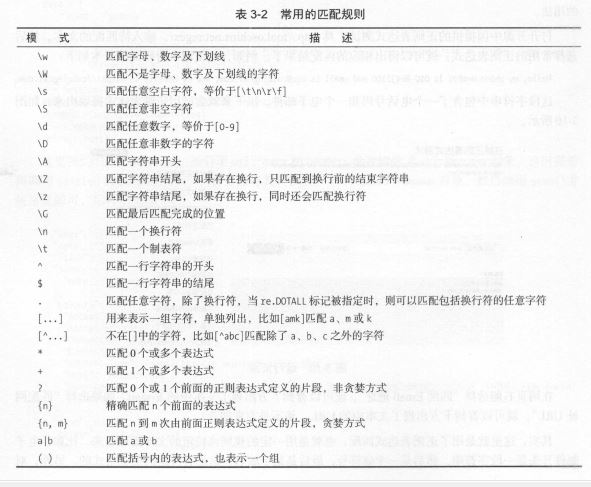 表 3-2 常用的匹配规则
模 式 描 述
\w 匹配字母、数字及下划线
\W 匹配不是字母、数字及下划线的字符
\s 匹配任意空白字符，等价于[\t\n\r\f]
\S 匹配任意非空字符
\d 匹配任意数字，等价于[0-9]
\D 匹配任意非数字的字符
\A 匹配字符串开头
\Z 匹配字符串结尾，如果存在换行，只匹配到换行前的结束字符串
\z 匹配字符串结尾，如果存在换行，同时还会匹配换行符
\G 匹配最后匹配完成的位置
\n 匹配一个换行符
\t 匹配一个制表符
^ 匹配一行字符串的开头
$ 匹配一行字符串的结尾
. 匹配任意字符，除了换行符，当 re.DOTALL 标记被指定时，则可以匹配包括换行符的任意字符
[...] 用来表示一组字符，单独列出，比如[amk]匹配 a、m 或 k
[^...] 不在[]中的字符，比如[^abc]匹配除了 a、b、c 之外的字符
* 匹配 0 个或多个表达式
+ 匹配 1 个或多个表达式
? 匹配 0 个或 1 个前面的正则表达式定义的片段，非贪婪方式
{n} 精确匹配 n 个前面的表达式
{n, m} 匹配 n 到 m 次由前面正则表达式定义的片段，贪婪方式
a|b 匹配 a 或 b
( ) 匹配括号内的表达式，也表示一个组